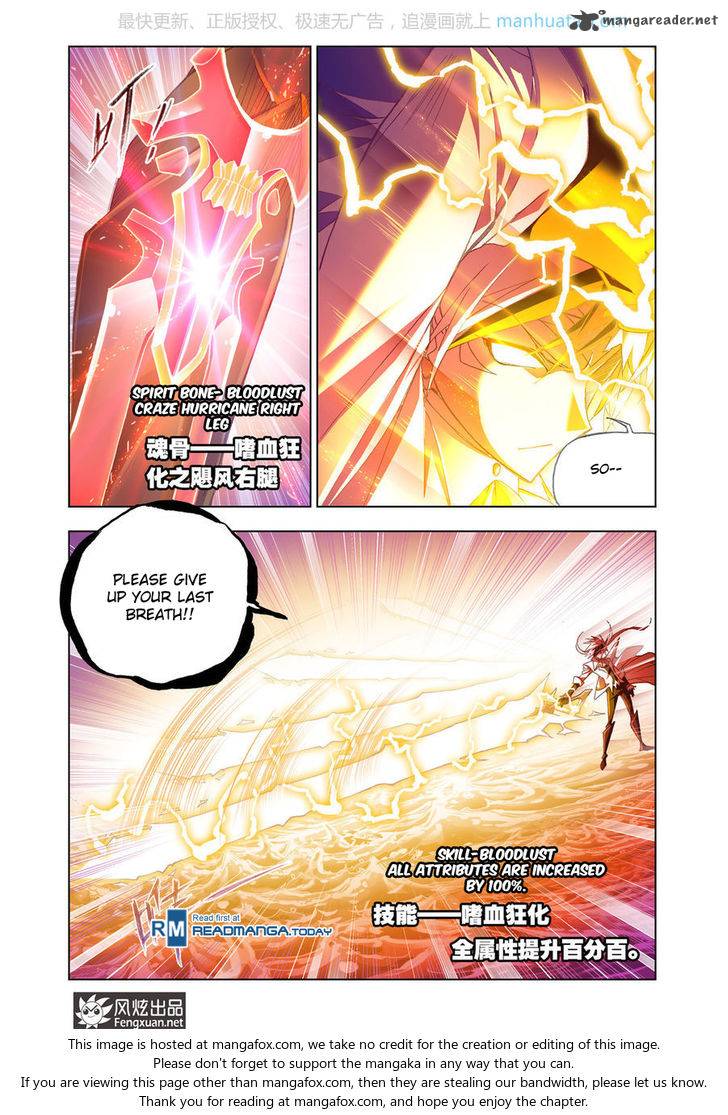 最快更新、正版授权、极速无广告，追漫画就上 manhuata
mangareader.net
SPIRIT BONE- BLOODLUST
CRAZE HURRICANE RIGHT
LEG
魂骨——嗜血狂
化之飓风右腿
SO--
PLEASE GIVE
UP YOUR LAST
BREATH!!
SKILL-BLOODLUST
ALL ATTRIBUTES ARE INCREASED
BY 100%.
技能——嗜血狂化
全属性提升百分百。
RM Read first at
READMANGA.TODAY
风炫出品
Fengxuan.net
This image is hosted at mangafox.com, we take no credit for the creation or editing of this image.
Please don't forget to support the mangaka in any way that you can.
If you are viewing this page other than mangafox.com, then they are stealing our bandwidth, please let us know.
Thank you for reading at mangafox.com, and hope you enjoy the chapter.